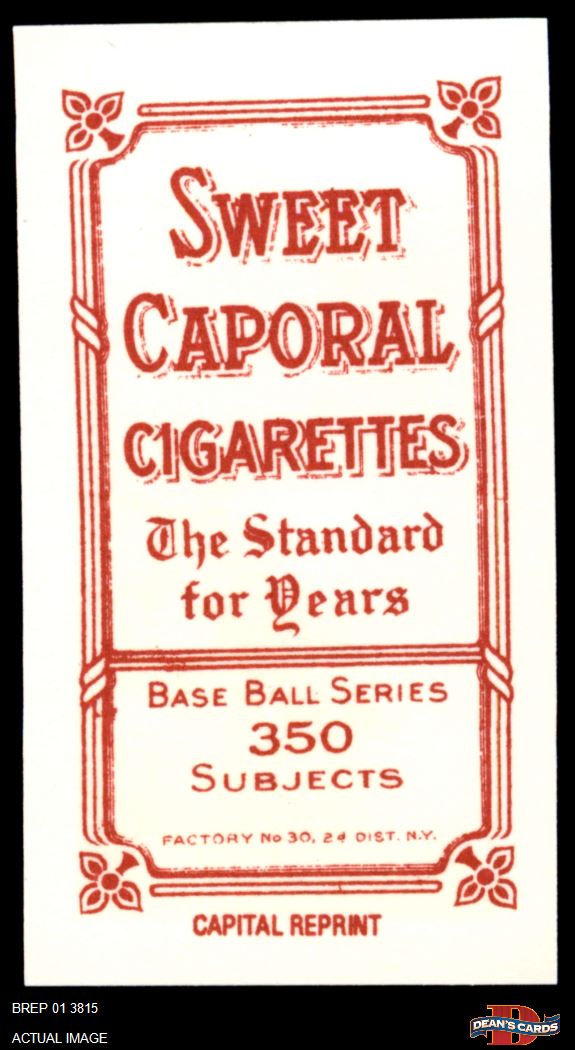 SWEET
CAPORAL
CIGARETTES
The Standard
for Years
BASE BALL SERIES
350
SUBJECTS
FACTORY No 30, 2d DIST. N.Y.
CAPITAL REPRINT
BREP 01 3815
ACTUAL IMAGE
D
DEAN'S CARDS